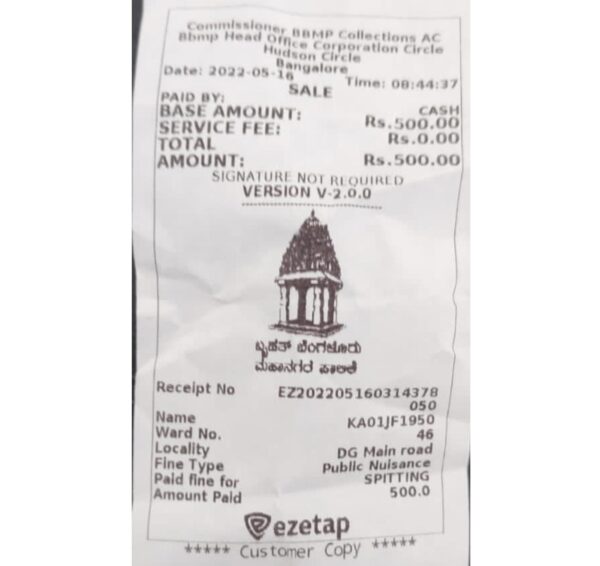 Commissioner BBMP Collections AC
Bbmp Head Office Corporation Circle
Hudson Circle
Bangalore
Date: 2022-05-16 Time: 08:44:37
SALE
PAID BY: CASH
BASE AMOUNT: Rs.500.00
SERVICE FEE: Rs.0.00
TOTAL
AMOUNT: Rs.500.00
SIGNATURE NOT REQUIRED
VERSION V-2.0.0
ಬೃಹತ್ ಬೆಂಗಳೂರು
ಮಹಾನಗರ ಪಾಲಿಕೆ
Receipt No EZ202205160314378
050
Name KA01JF1950
Ward No. 46
Locality DG Main road
Fine Type Public Nuisance
Paid fine for SPITTING
Amount Paid 500.0
ezetap
***** Customer Copy *****